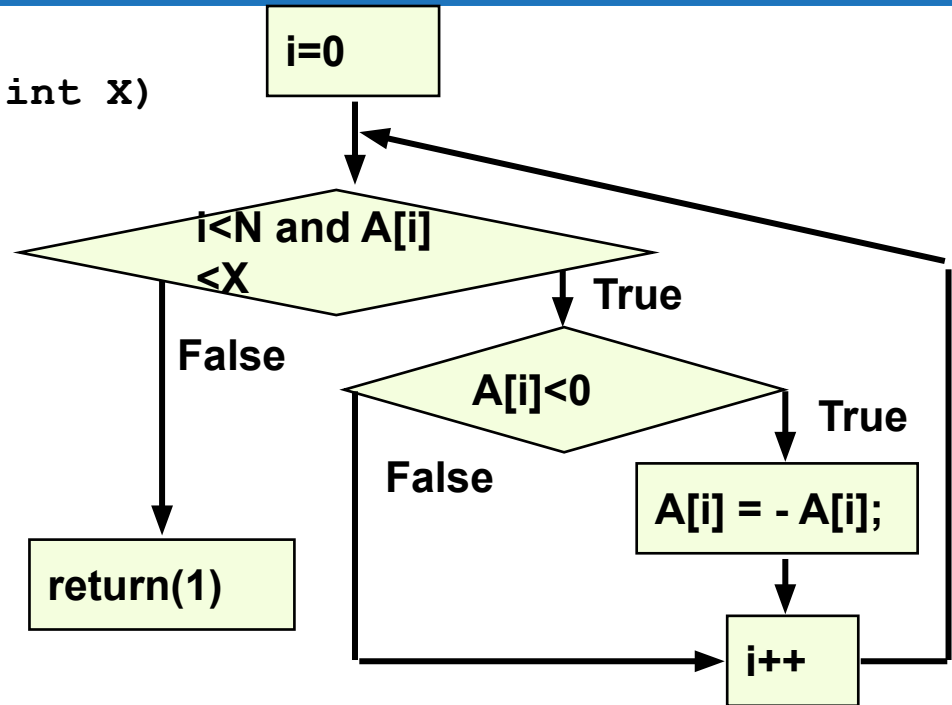 i=0
int X)
i<N and A[i]
<X
True
False
A[i]<0
True
False
A[i] = - A[i];
return(1)
i++